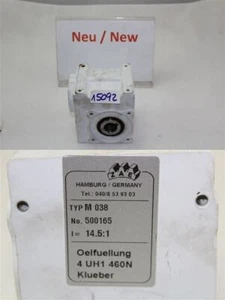 Neu / New
15092
ZAE
HAMBURG / GERMANY
Tel.: 040/8 53 93 03
TYP M 038
No. 500165
i = 14.5:1
Oelfuellung
4 UH1 460N
Klueber